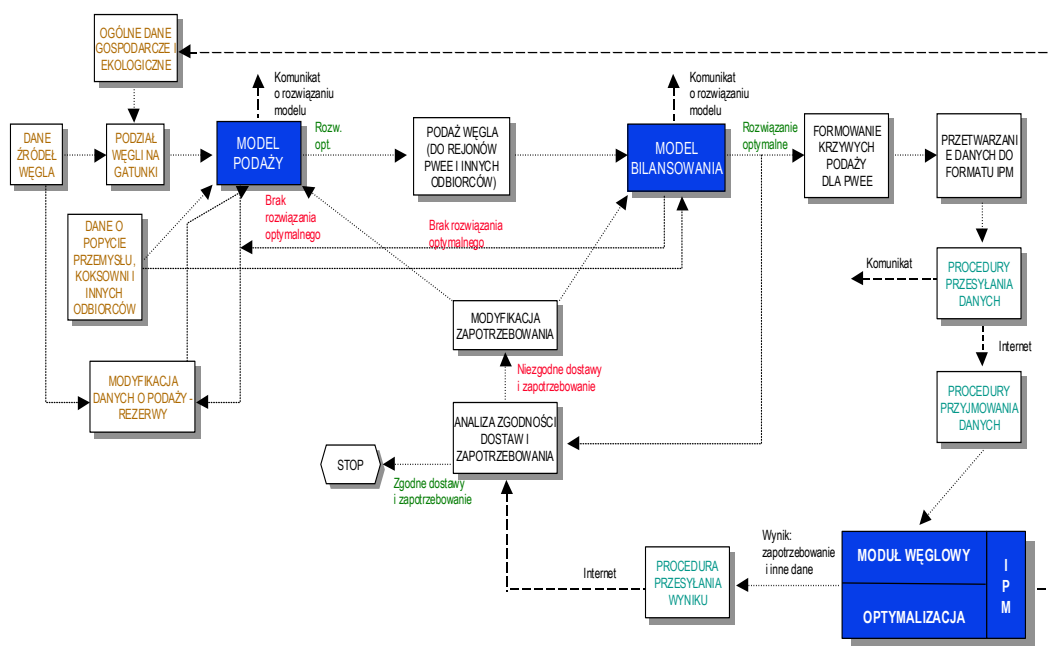 OGÓLNE DANE
GOSPODARCZE I
EKOLOGICZNE
Komunikat
o rozwiązaniu
modelu
Komunikat
o rozwiązaniu
modelu
DANE
ŹRÓDEŁ
WĘGLA
PODZIAŁ
WĘGLI NA
GATUNKI
MODEL
PODAŻY
Rozw.
opt.
PODAŻ WĘGLA
(DO REJONÓW
PWEE I INNYCH
ODBIORCÓW)
MODEL
BILANSOWANIA
Rozwiązanie
optymalne
FORMOWANIE
KRZYWYCH
PODAŻY
DLA PWEE
PRZETWARZANI
E DANYCH DO
FORMATU IPM
Brak
rozwiązania
optymalnego
Brak rozwiązania
optymalnego
DANE O
POPYCIE
PRZEMYSŁU,
KOKSOWNI I
INNYCH
ODBIORCÓW
Komunikat
PROCEDURY
PRZESYŁANIA
DANYCH
MODYFIKACJA
ZAPOTRZEBOWANIA
Internet
MODYFIKACJA
DANYCH O PODAŻY -
REZERWY
Niezgodne dostawy
i zapotrzebowanie
PROCEDURY
PRZYJMOWANIA
DANYCH
ANALIZA ZGODNOŚCI
DOSTAW I
ZAPOTRZEBOWANIA
STOP
Zgodne dostawy
i zapotrzebowanie
Wynik:
zapotrzebowanie
i inne dane
MODUŁ WĘGLOWY
OPTYMALIZACJA
I
P
M
Internet
PROCEDURA
PRZESYŁANIA
WYNIKU